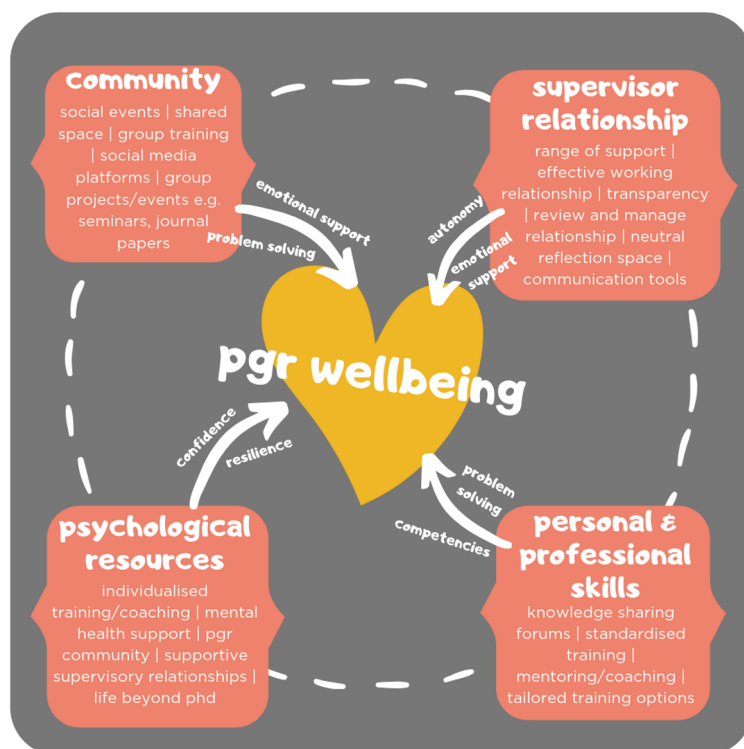 community
social events | shared
space | group training
| social media
platforms | group
projects/events e.g.
seminars, journal
papers
supervisor
relationship
range of support |
effective working
relationship | transparency
| review and manage
relationship | neutral
reflection space |
communication tools
emotional support
problem solving
autonomy
emotional
support
pgr wellbeing
confidence
resilience
problem
solving
competencies
psychological
resources
individualised
training/coaching | mental
health support | pgr
community | supportive
supervisory relationships |
life beyond phd
personal &
professional
skills
knowledge sharing
forums | standardised
training |
mentoring/coaching |
tailored training options